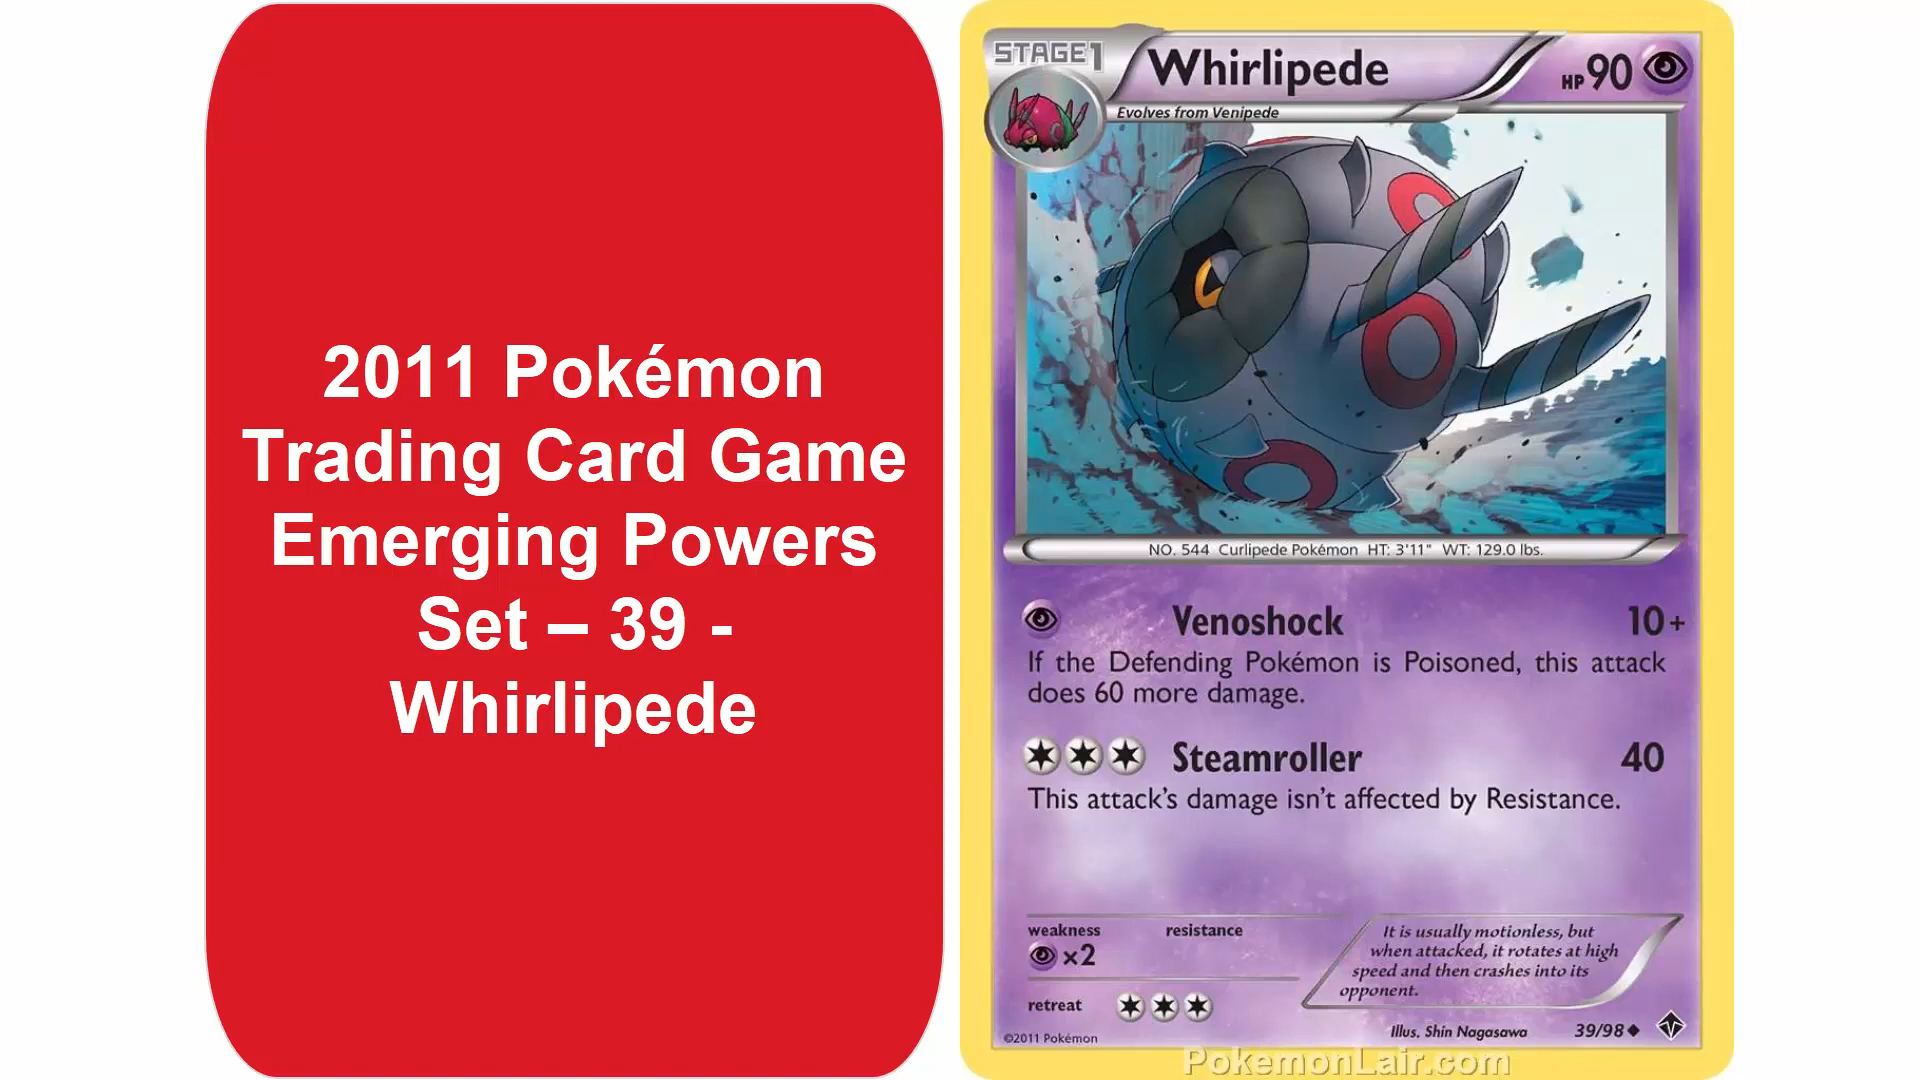 2011 Pokémon
Trading Card Game
Emerging Powers
Set – 39 -
Whirlipede
STAGE1
Whirlipede
HP90
Evolves from Venipede
NO. 544 Curlipede Pokémon HT: 3'11" WT: 129.0 lbs.
Venoshock 10+
If the Defending Pokémon is Poisoned, this attack
does 60 more damage.
Steamroller 40
This attack's damage isn't affected by Resistance.
weakness resistance
×2
retreat
It is usually motionless, but
when attacked, it rotates at high
speed and then crashes into its
opponent.
Illus. Shin Nagasawa 39/98
©2011 Pokémon
PokemonLair.com